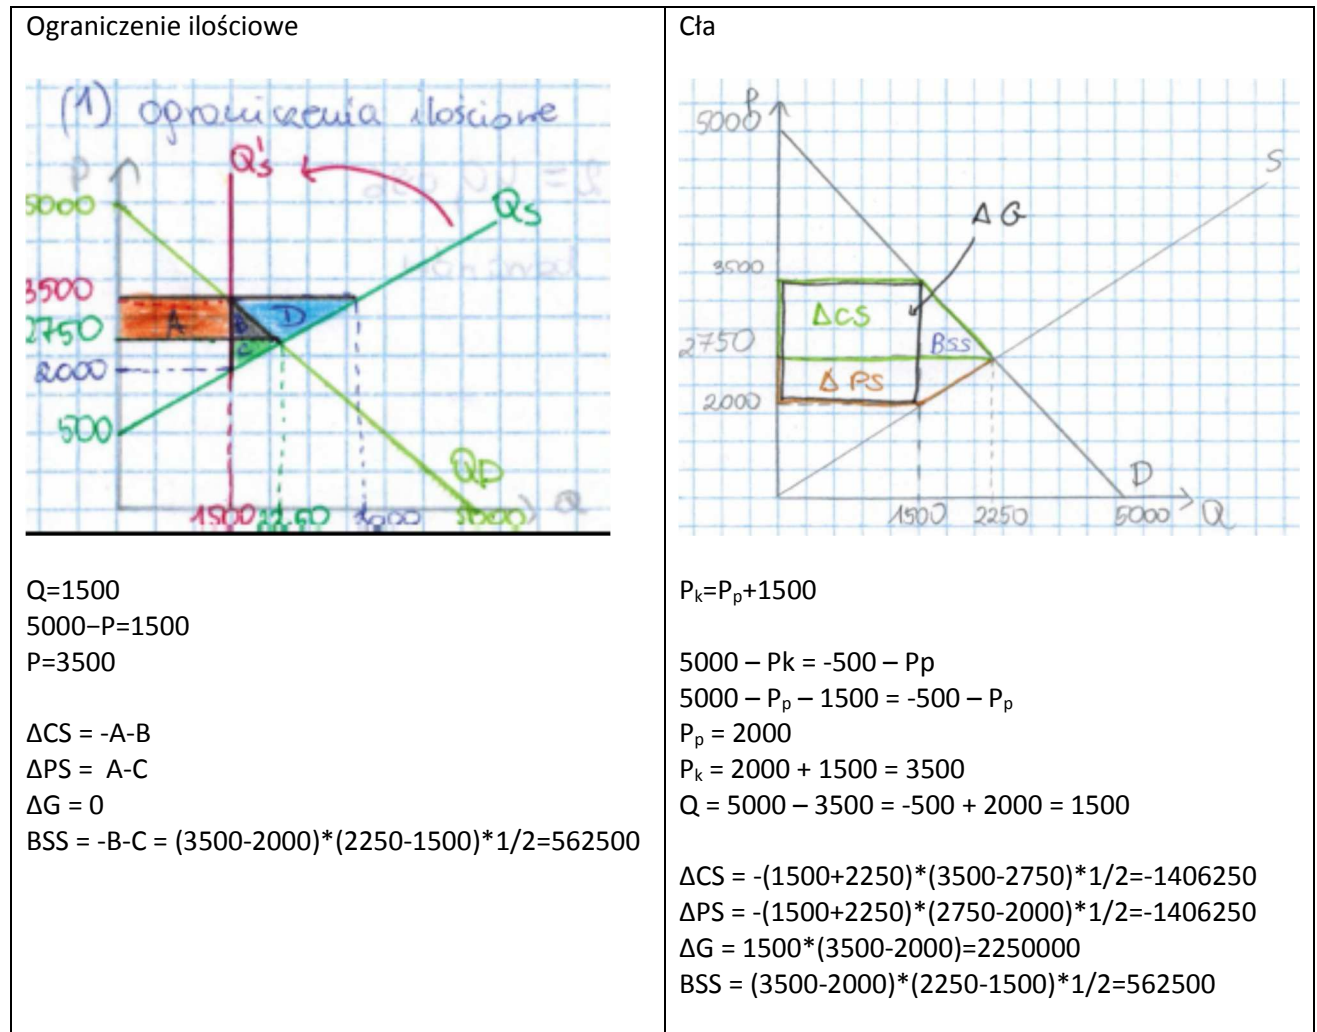 Ograniczenie ilościowe
(1) ograniczenia ilościowe
P
Q's
Qs
5000
3500
2750
2000
500
A
B
C
D
QD
1500
2250
3000
5000
Q
Q=1500
5000−P=1500
P=3500
ΔCS = -A-B
ΔPS = A-C
ΔG = 0
BSS = -B-C = (3500-2000)*(2250-1500)*1/2=562500
Cła
P
5000
S
ΔG
3500
ΔCS
2750
BSS
ΔPS
2000
D
1500
2250
5000
Q
Pk=Pp+1500
5000 – Pk = -500 – Pp
5000 – Pp – 1500 = -500 – Pp
Pp = 2000
Pk = 2000 + 1500 = 3500
Q = 5000 – 3500 = -500 + 2000 = 1500
ΔCS = -(1500+2250)*(3500-2750)*1/2=-1406250
ΔPS = -(1500+2250)*(2750-2000)*1/2=-1406250
ΔG = 1500*(3500-2000)=2250000
BSS = (3500-2000)*(2250-1500)*1/2=562500